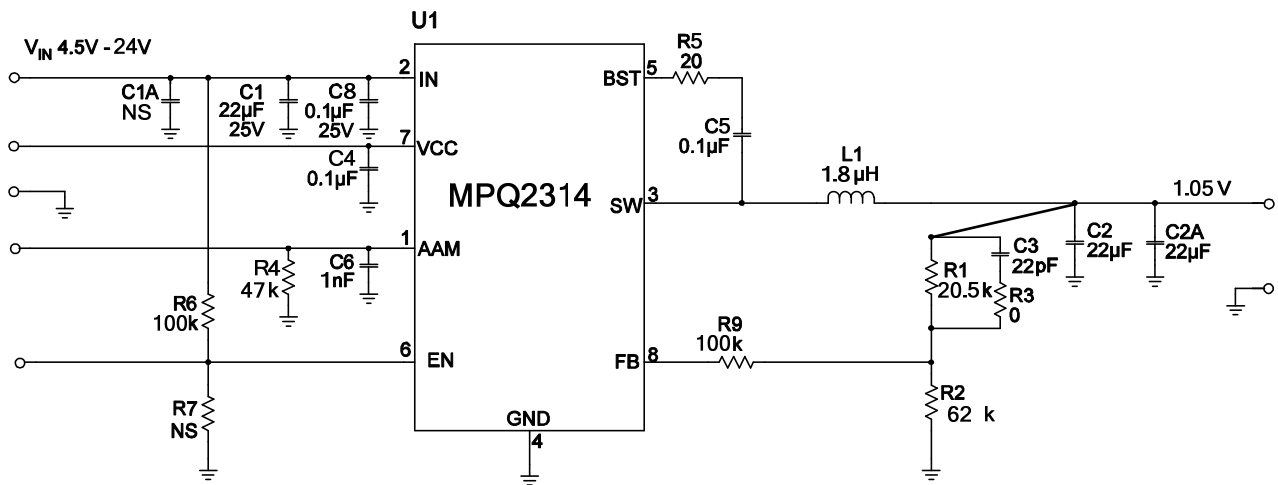 U1
V_IN 4.5V - 24V
2
IN
C1A
NS
C1
22µF
25V
C8
0.1µF
25V
7
VCC
C4
0.1µF
1
AAM
R4
47k
C6
1nF
R6
100k
6
EN
R7
NS
MPQ2314
GND
4
BST
5
R5
20
C5
0.1µF
SW
3
L1
1.8 µH
1.05 V
C2
22µF
C2A
22µF
C3
22pF
R1
20.5k
R3
0
R9
100k
FB
8
R2
62 k